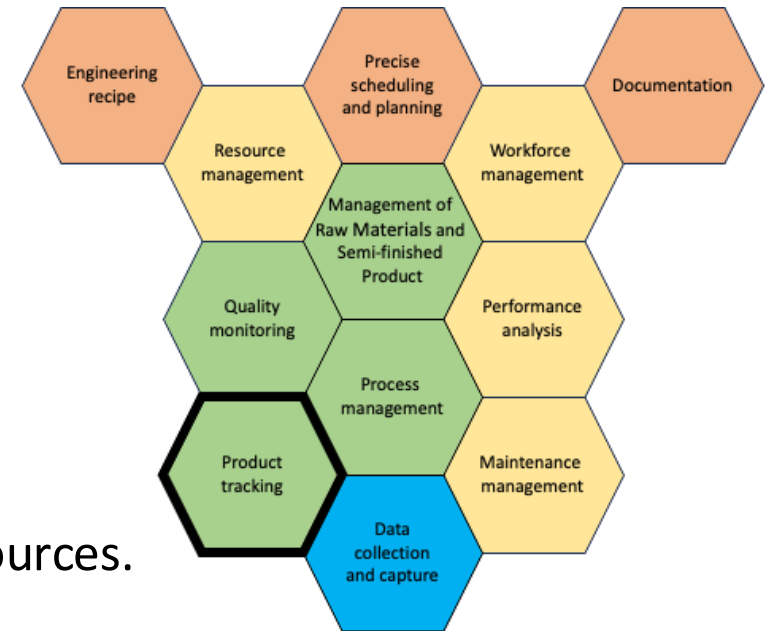 Engineering
recipe
Precise
scheduling
and planning
Documentation
Resource
management
Workforce
management
Management of
Raw Materials and
Semi-finished
Product
Quality
monitoring
Performance
analysis
Process
management
Product
tracking
Maintenance
management
ources.
Data
collection
and capture